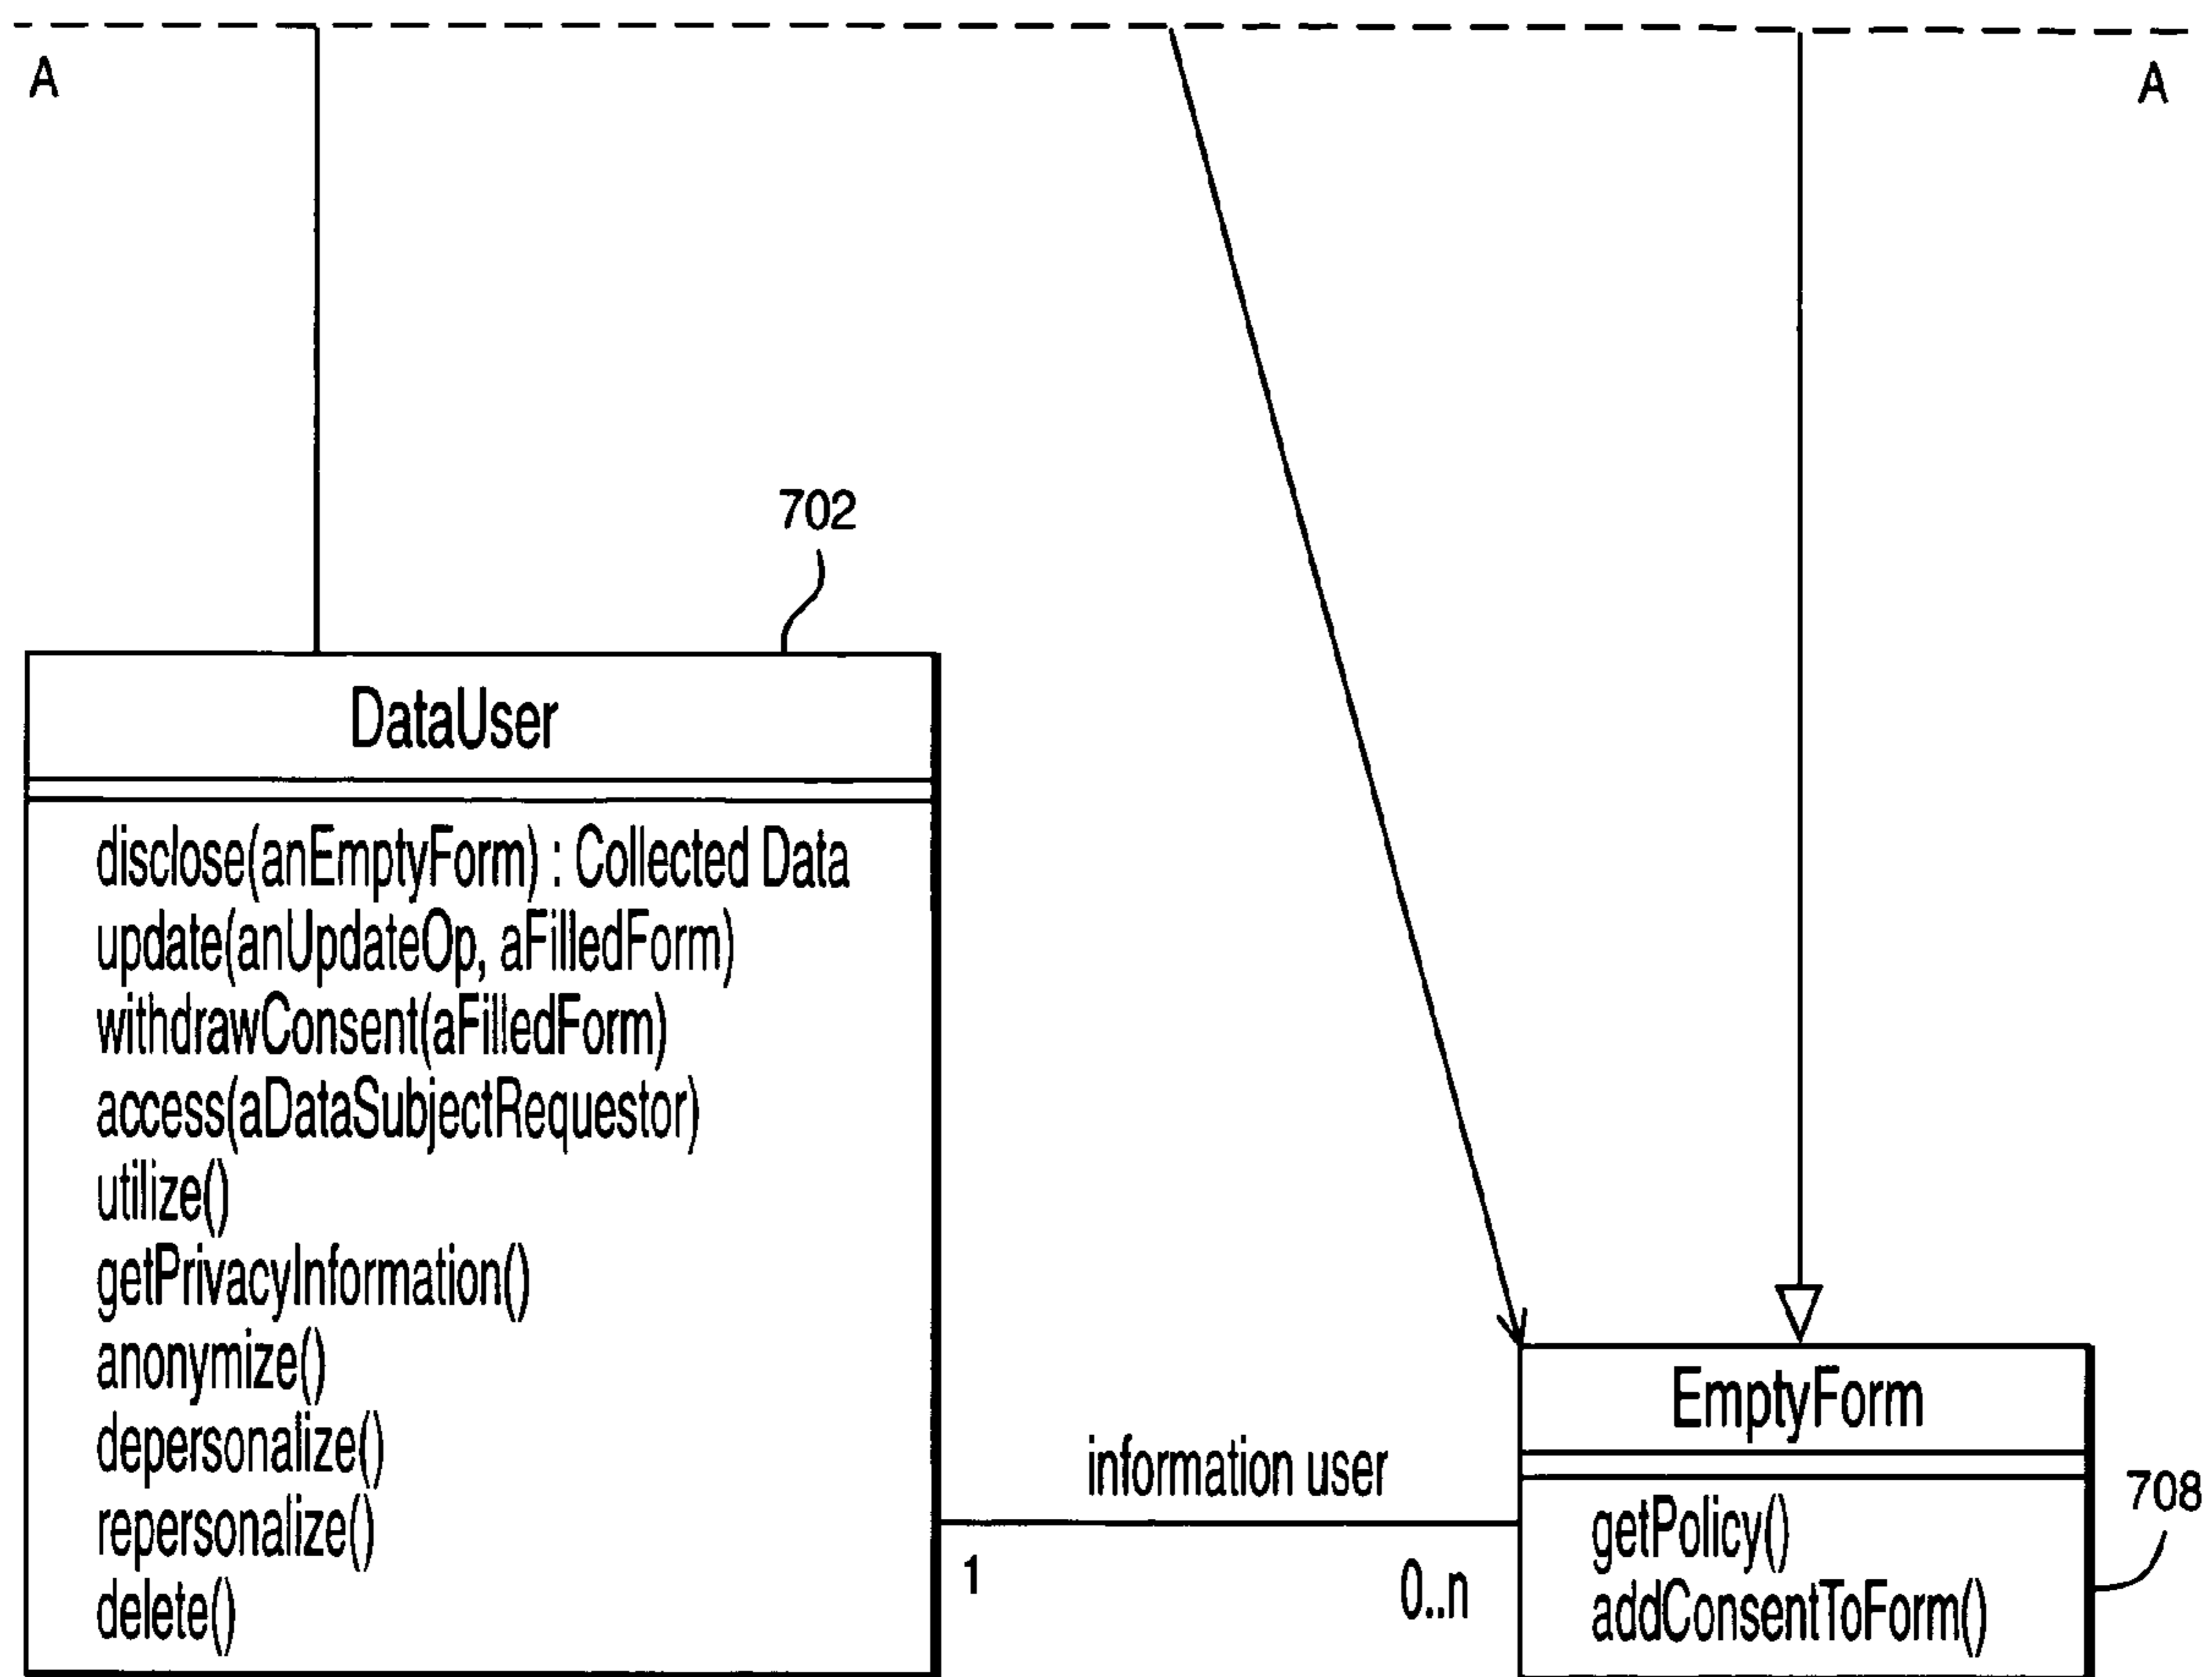 A
A
702
DataUser
disclose(anEmptyForm) : Collected Data
update(anUpdateOp, aFilledForm)
withdrawConsent(aFilledForm)
access(aDataSubjectRequestor)
utilize()
getPrivacyInformation()
anonymize()
depersonalize()
repersonalize()
delete()
information user
1
0..n
EmptyForm
getPolicy()
addConsentToForm()
708